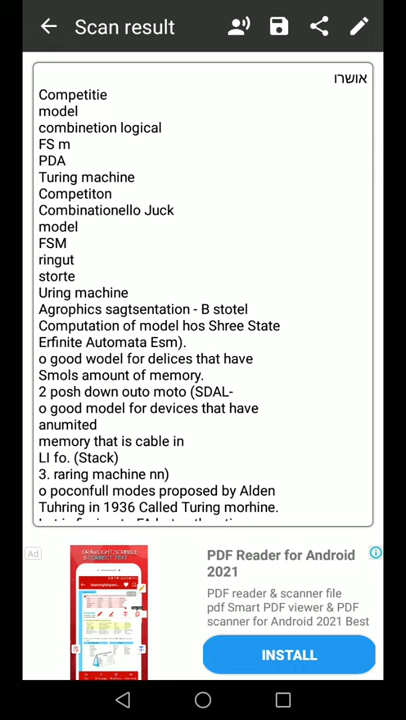 Scan result
אושרו
Competitie
model
combinetion logical
FS m
PDA
Turing machine
Competiton
Combinationello Juck
model
FSM
ringut
storte
Uring machine
Agrophics sagtsentation - B stotel
Computation of model hos Shree State
Erfinite Automata Esm).
o good wodel for delices that have
Smols amount of memory.
2 posh down outo moto (SDAL-
o good model for devices that have
anumited
memory that is cable in
LI fo. (Stack)
3. raring machine nn)
o poconfull modes proposed by Alden
Tuhring in 1936 Called Turing morhine.
Ad
DRAW,LIGHT,SCRIBBLE
& CORRECT TEXT
PDF Reader for Android
2021
PDF reader & scanner file
pdf Smart PDF viewer & PDF
scanner for Android 2021 Best
INSTALL